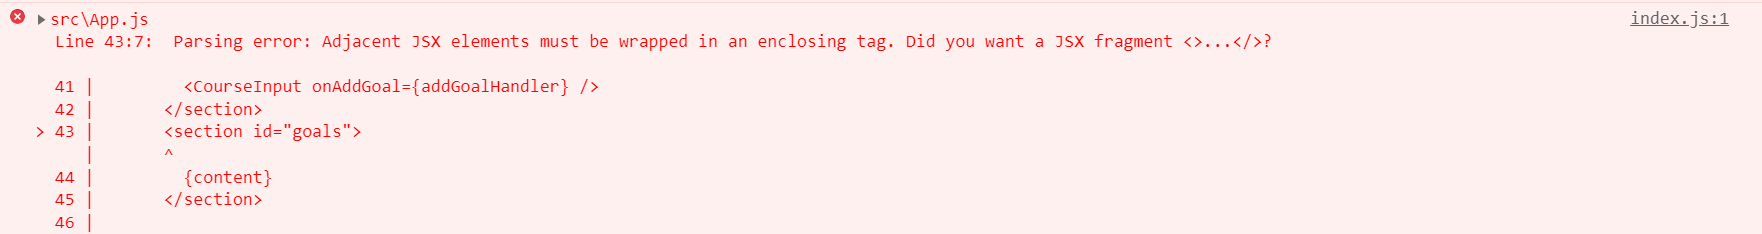 src\App.js index.js:1
Line 43:7:  Parsing error: Adjacent JSX elements must be wrapped in an enclosing tag. Did you want a JSX fragment <>...</>?
41 |         <CourseInput onAddGoal={addGoalHandler} />
42 |       </section>
> 43 |       <section id="goals">
|       ^
44 |         {content}
45 |       </section>
46 |